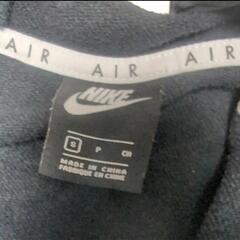 AIR AIR AIR
NIKE
S P CH
MADE IN CHINA
FABRIQUÉ EN CHINE